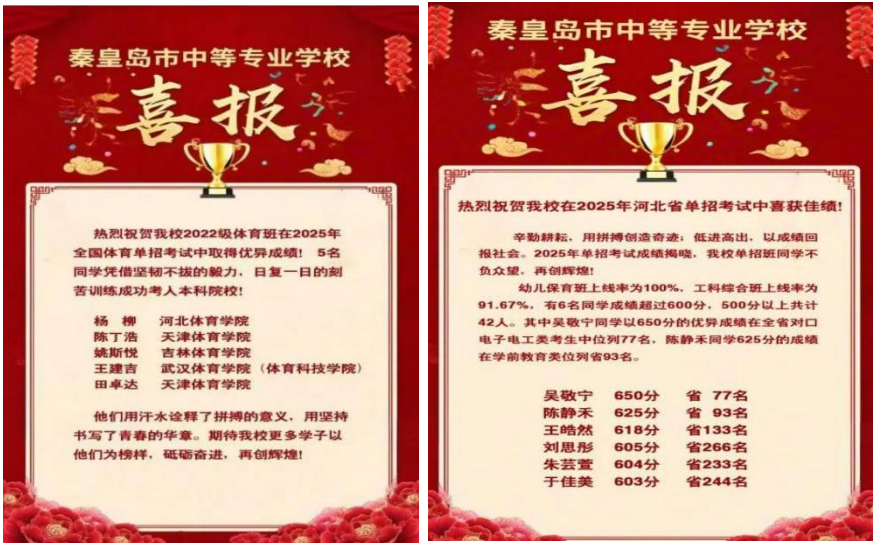 秦皇岛市中等专业学校
喜报
热烈祝贺我校2022级体育班在2025年
全国体育单招考试中取得优异成绩! 5名
同学凭借坚韧不拔的毅力，日复一日的刻
苦训练成功考入本科院校!
杨 柳 河北体育学院
陈丁浩 天津体育学院
姚斯悦 吉林体育学院
王建吉 武汉体育学院（体育科技学院）
田卓达 天津体育学院
他们用汗水诠释了拼搏的意义，用坚持
书写了青春的华章。期待我校更多学子以
他们为榜样，砥砺奋进，再创辉煌!
秦皇岛市中等专业学校
喜报
热烈祝贺我校在2025年河北省单招考试中喜获佳绩!
辛勤耕耘，用拼搏创造奇迹；低进高出，以成绩回
报社会。2025年单招考试成绩揭晓，我校单招班同学不
负众望，再创辉煌!
幼儿保育班上线率为100%，工科综合班上线率为
91.67%，有6名同学成绩超过600分，500分以上共计
42人。其中吴敬宁同学以650分的优异成绩在全省对口
电子电工类考生中位列77名，陈静禾同学625分的成绩
在学前教育类位列省93名。
吴敬宁 650分 省 77名
陈静禾 625分 省 93名
王皓然 618分 省133名
刘思彤 605分 省266名
朱芸萱 604分 省233名
于佳美 603分 省244名